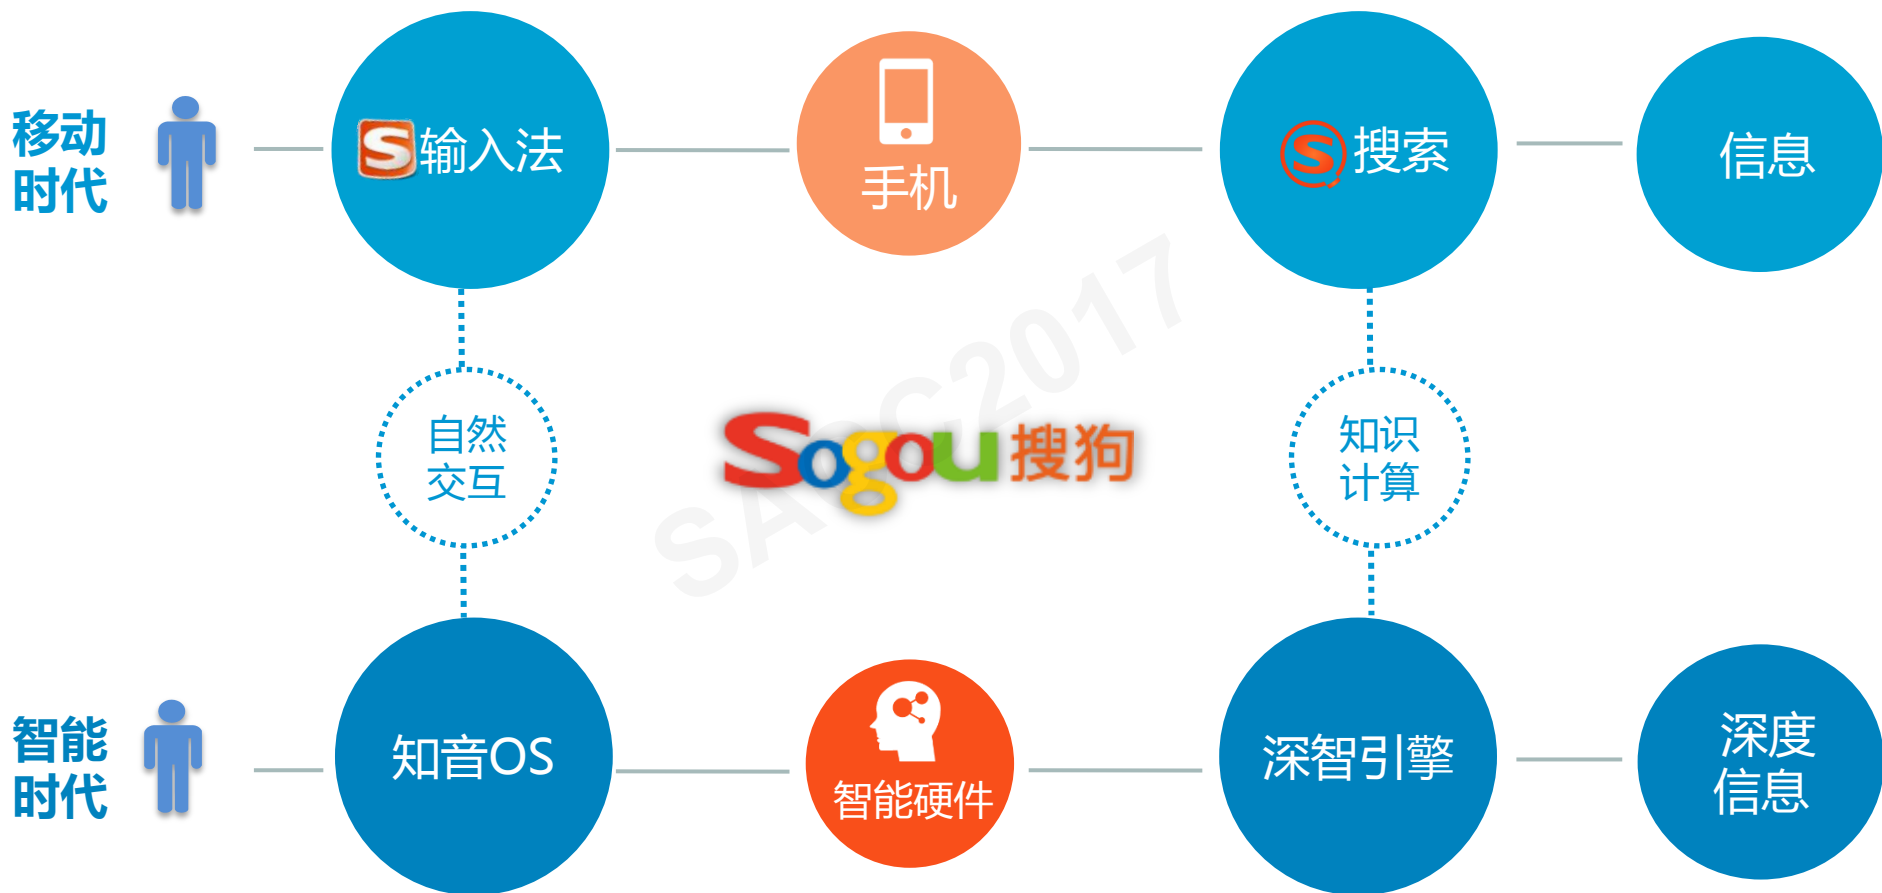 移动
时代
S输入法
手机
S搜索
信息
自然
交互
Sogou搜狗
知识
计算
SACC2017
智能
时代
知音OS
智能硬件
深智引擎
深度
信息